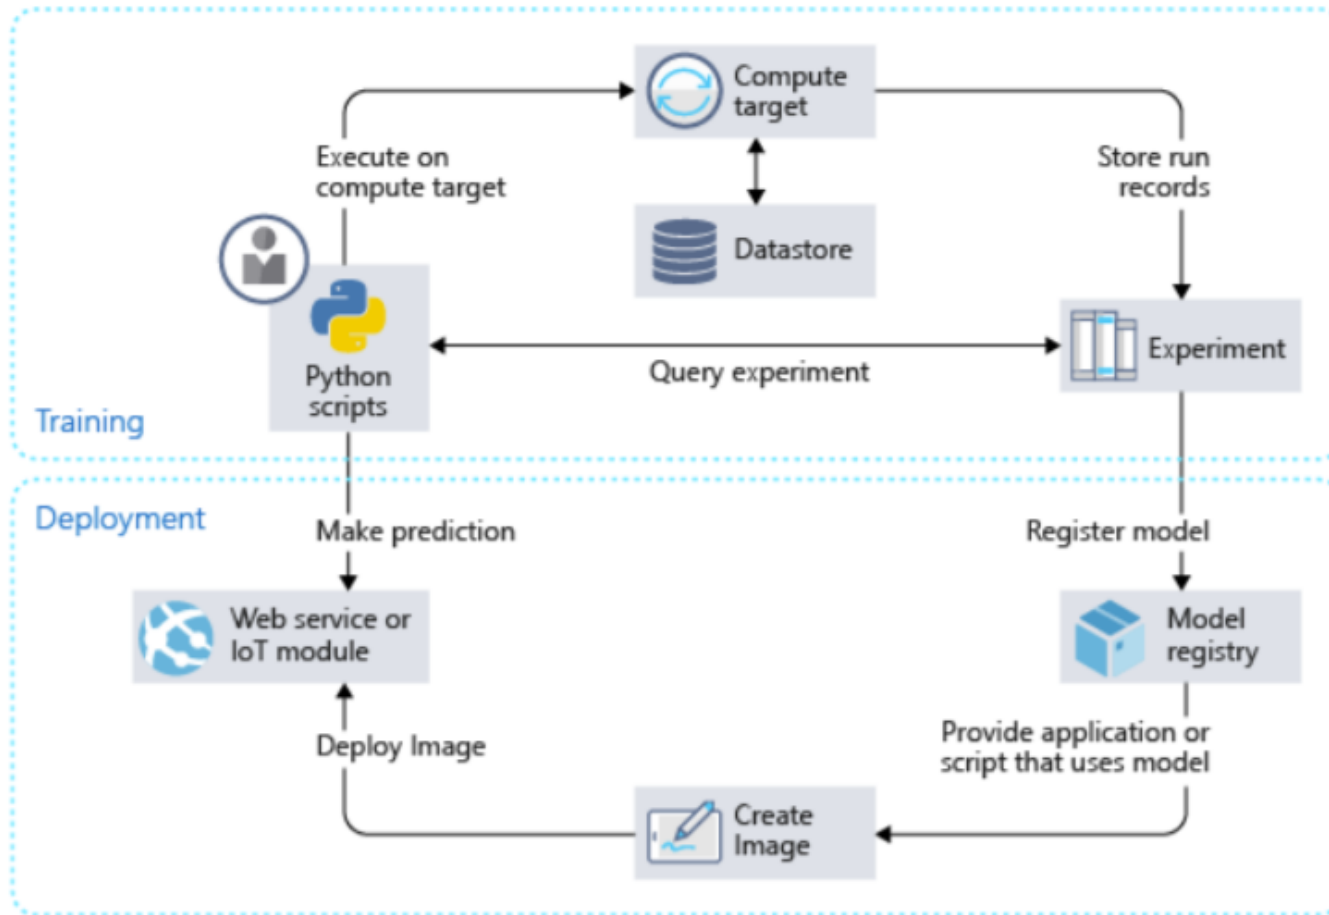 Compute
target
Execute on
compute target
Store run
records
Datastore
Python
scripts
Query experiment
Experiment
Training
Deployment
Make prediction
Register model
Web service or
IoT module
Model
registry
Deploy Image
Provide application or
script that uses model
Create
Image